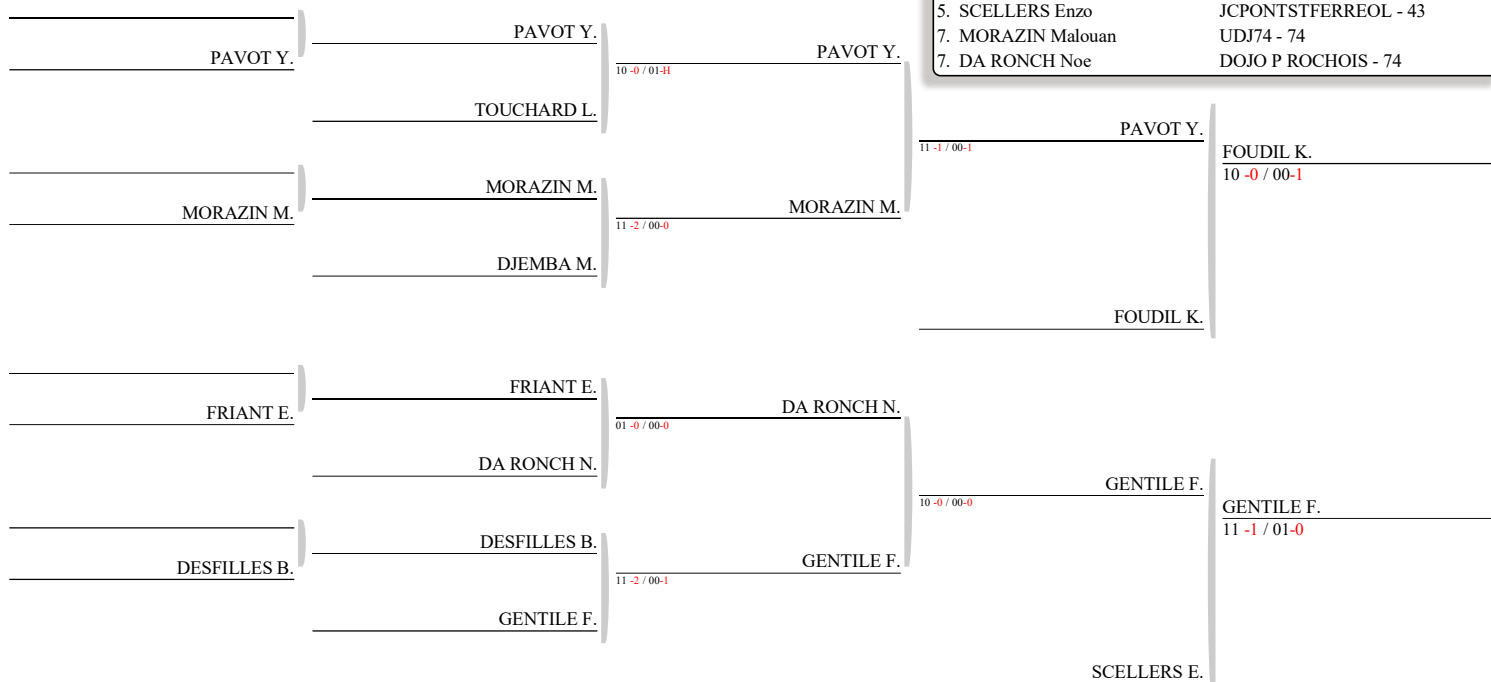 5. SCELLERS Enzo JCPONTSTFERREOL - 43
7. MORAZIN Malouan UDJ74 - 74
7. DA RONCH Noe DOJO P ROCHOIS - 74
PAVOT Y.
PAVOT Y.
TOUCHARD L.
PAVOT Y.
10 -0 / 01-H
MORAZIN M.
MORAZIN M.
DJEMBA M.
MORAZIN M.
11 -2 / 00-0
PAVOT Y.
11 -1 / 00-1
FOUDIL K.
FOUDIL K.
10 -0 / 00-1
FRIANT E.
FRIANT E.
DA RONCH N.
DA RONCH N.
01 -0 / 00-0
DESFILLES B.
DESFILLES B.
GENTILE F.
GENTILE F.
11 -2 / 00-1
GENTILE F.
10 -0 / 00-0
SCELLERS E.
GENTILE F.
11 -1 / 01-0